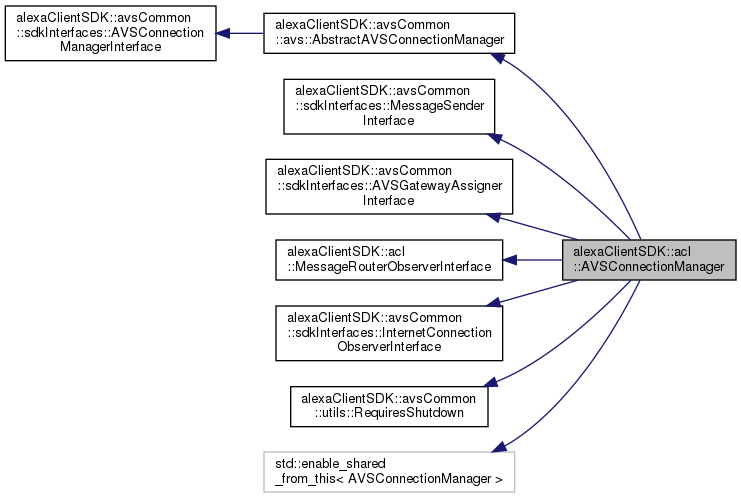 alexaClientSDK::avsCommon
::sdkInterfaces::AVSConnection
ManagerInterface
alexaClientSDK::avsCommon
::avs::AbstractAVSConnectionManager
alexaClientSDK::avsCommon
::sdkInterfaces::MessageSender
Interface
alexaClientSDK::avsCommon
::sdkInterfaces::AVSGatewayAssigner
Interface
alexaClientSDK::acl
::MessageRouterObserverInterface
alexaClientSDK::acl
::AVSConnectionManager
alexaClientSDK::avsCommon
::sdkInterfaces::InternetConnection
ObserverInterface
alexaClientSDK::avsCommon
::utils::RequiresShutdown
std::enable_shared
_from_this< AVSConnectionManager >